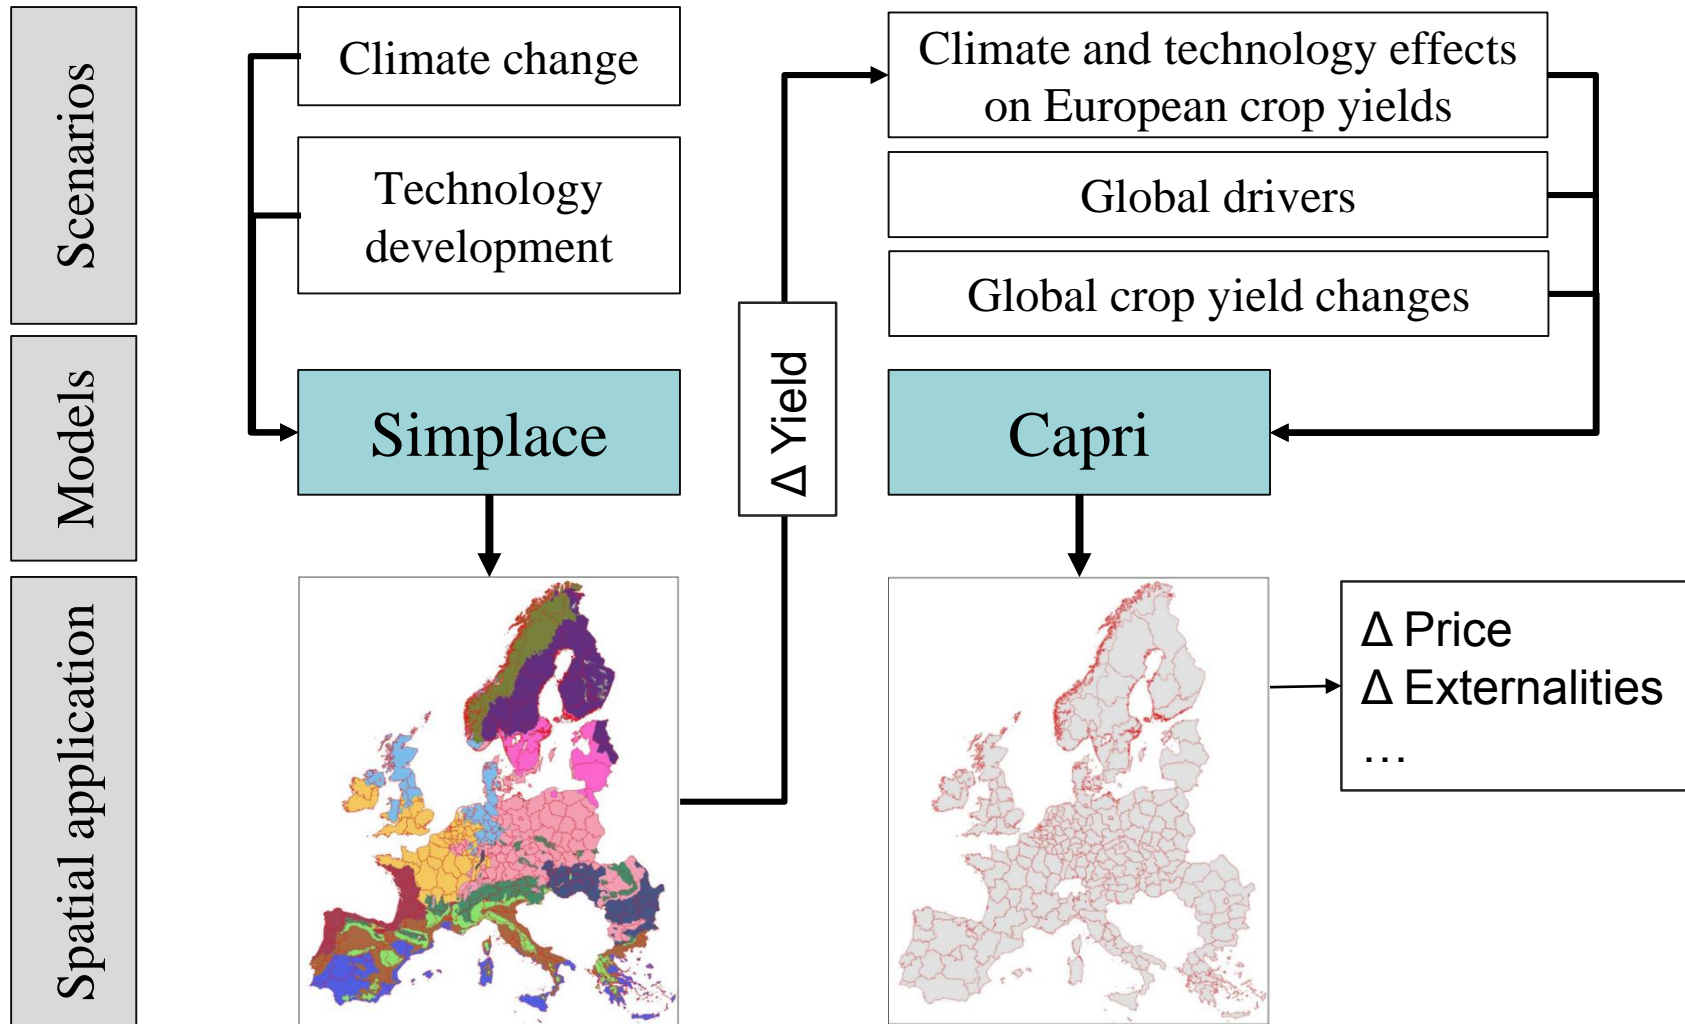 Scenarios
Climate change
Technology
development
Climate and technology effects
on European crop yields
Global drivers
Global crop yield changes
Models
Simplace
Δ Yield
Capri
Spatial application
Δ Price
Δ Externalities
…